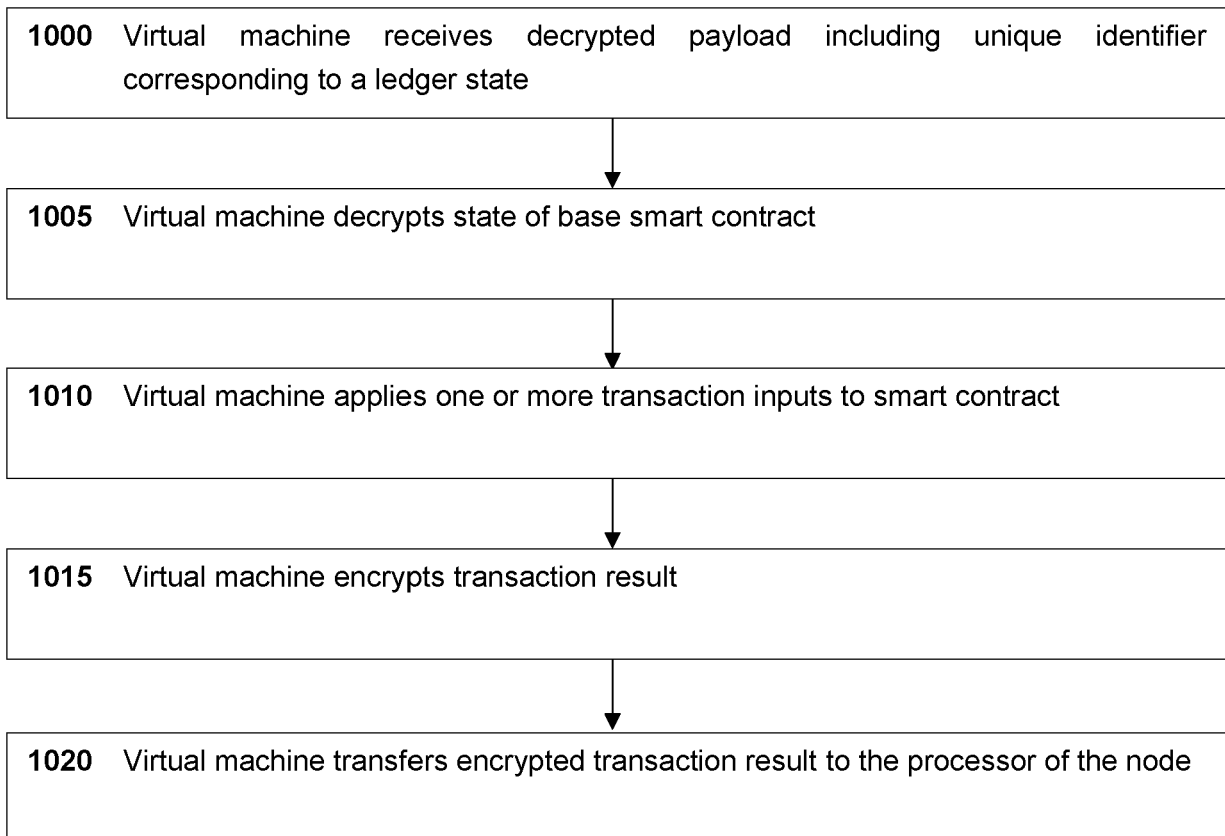 1000 Virtual machine receives decrypted payload including unique identifier
corresponding to a ledger state
1005 Virtual machine decrypts state of base smart contract
1010 Virtual machine applies one or more transaction inputs to smart contract
1015 Virtual machine encrypts transaction result
1020 Virtual machine transfers encrypted transaction result to the processor of the node